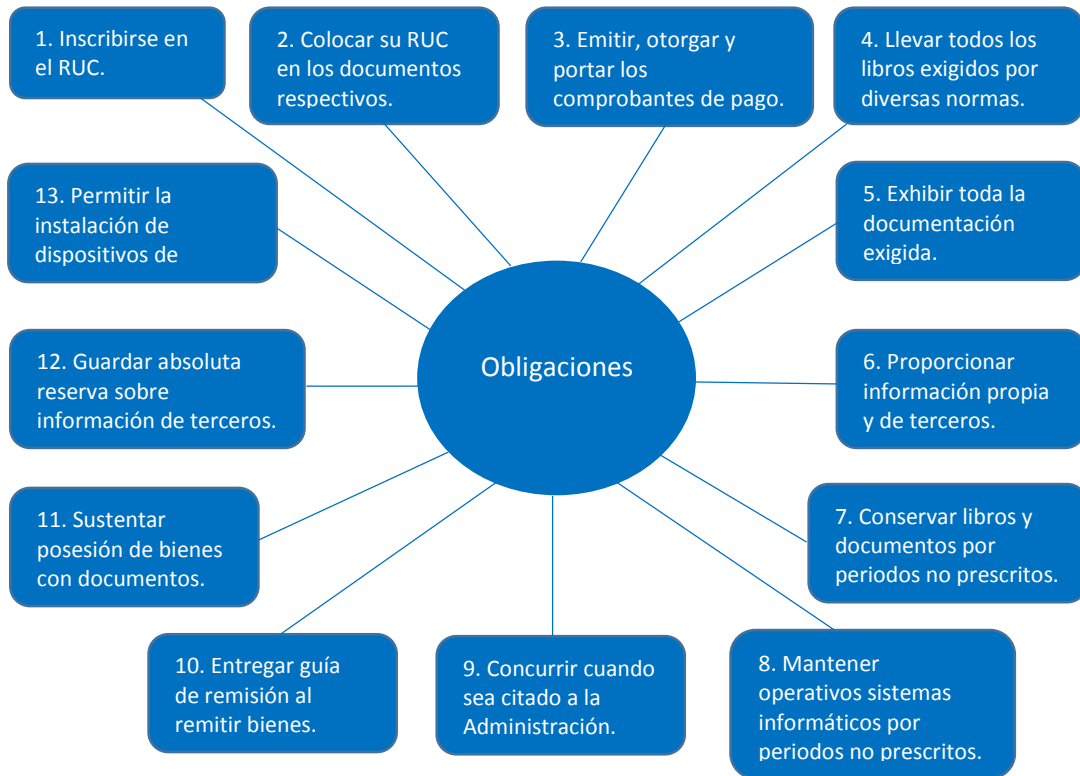 1. Inscribirse en
el RUC.
2. Colocar su RUC
en los documentos
respectivos.
3. Emitir, otorgar y
portar los
comprobantes de pago.
4. Llevar todos los
libros exigidos por
diversas normas.
13. Permitir la
instalación de
dispositivos de
5. Exhibir toda la
documentación
exigida.
Obligaciones
12. Guardar absoluta
reserva sobre
información de terceros.
6. Proporcionar
información propia
y de terceros.
11. Sustentar
posesión de bienes
con documentos.
7. Conservar libros y
documentos por
periodos no prescritos.
10. Entregar guía
de remisión al
remitir bienes.
9. Concurrir cuando
sea citado a la
Administración.
8. Mantener
operativos sistemas
informáticos por
periodos no prescritos.